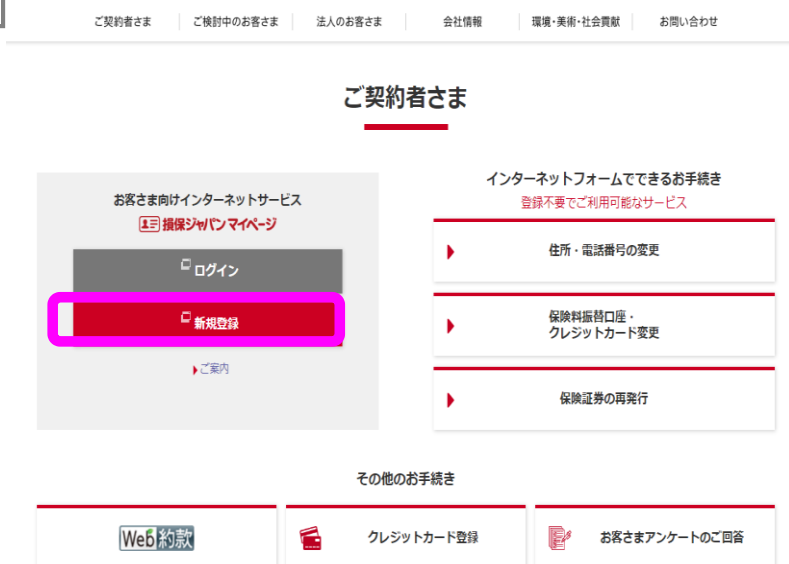 ご契約者さま ご検討中のお客さま 法人のお客さま 会社情報 環境・美術・社会貢献 お問い合わせ
ご契約者さま
お客さま向けインターネットサービス
損保ジャパン マイページ
ログイン
新規登録
ご案内
インターネットフォームでできるお手続き
登録不要でご利用可能なサービス
住所・電話番号の変更
保険料振替口座・
クレジットカード変更
保険証券の再発行
その他のお手続き
Web約款
クレジットカード登録
お客さまアンケートのご回答